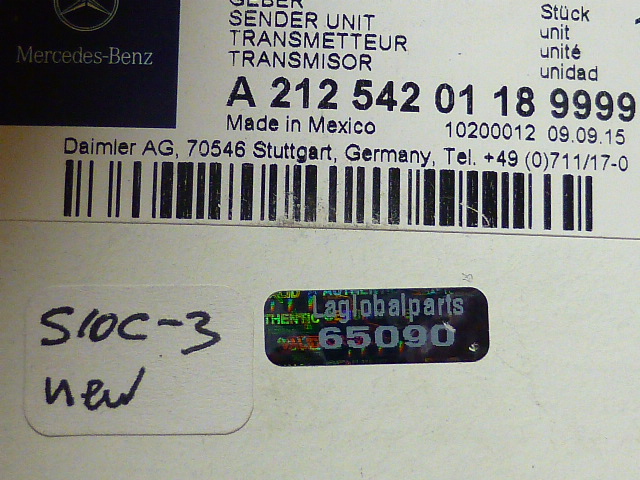 GEBER
SENDER UNIT
TRANSMETTEUR
TRANSMISOR
Stück
unit
unité
unidad
Mercedes-Benz
A 212 542 01 18 9999
Made in Mexico 10200012 09.09.15
Daimler AG, 70546 Stuttgart, Germany, Tel. +49 (0)711/17-0
S10C-3
new
Laglobalparts
65090